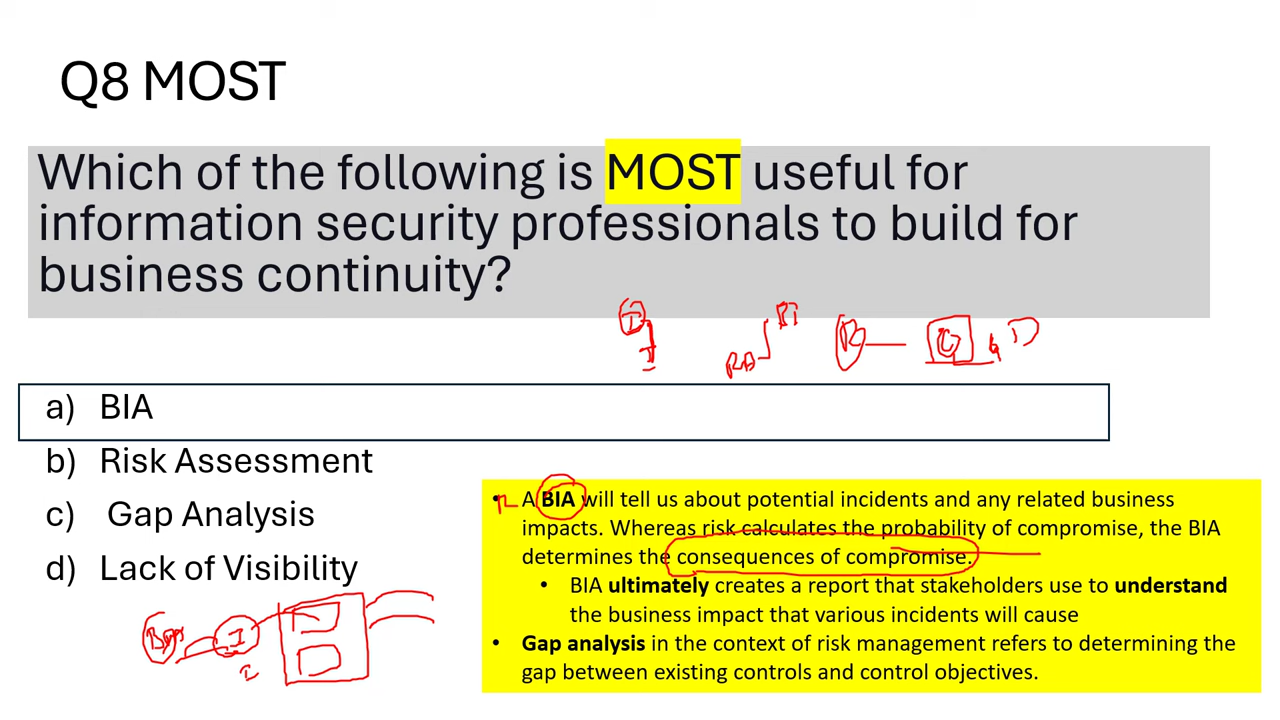 Q8 MOST
Which of the following is MOST useful for
information security professionals to build for
business continuity?
I
I
RA
BI
R
C
a) BIA
b) Risk Assessment
c) Gap Analysis
d) Lack of Visibility
• A BIA will tell us about potential incidents and any related business
impacts. Whereas risk calculates the probability of compromise, the BIA
determines the consequences of compromise.
• BIA ultimately creates a report that stakeholders use to understand
the business impact that various incidents will cause
• Gap analysis in the context of risk management refers to determining the
gap between existing controls and control objectives.
I